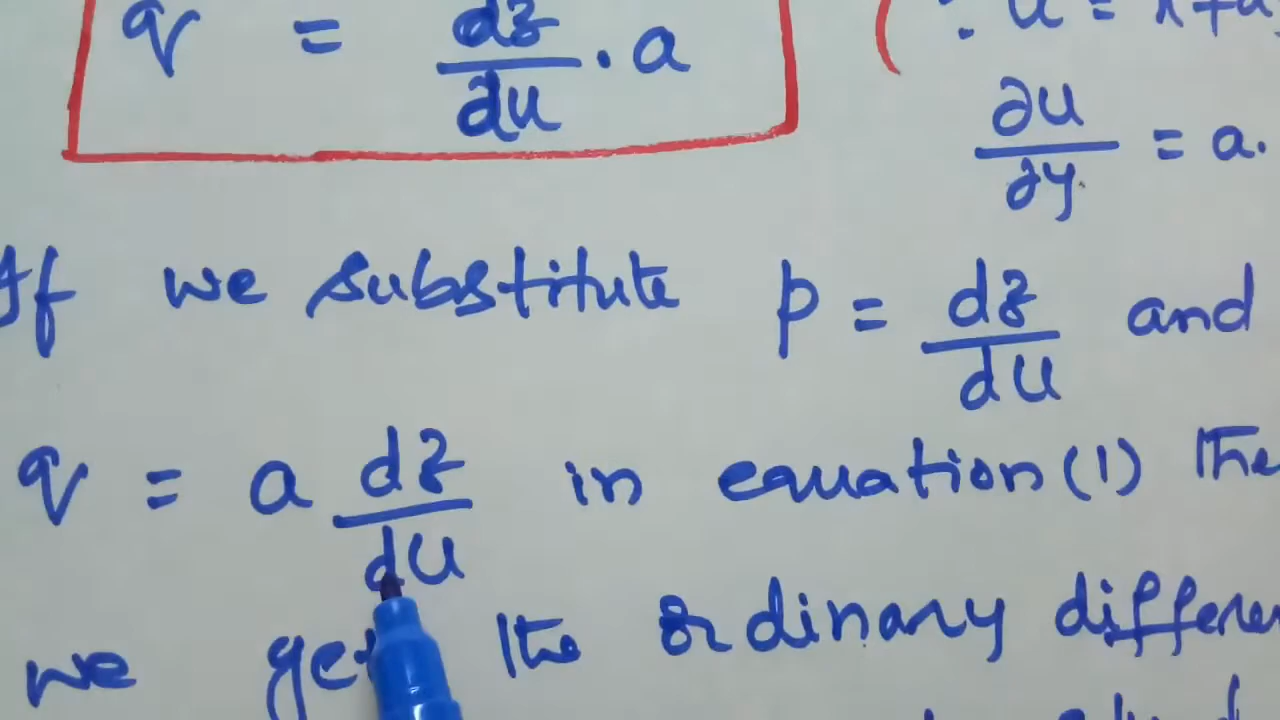 q = dz/du · a
∵ u = x + a
∂u/∂y = a.
If we substitute p = dz/du and
q = a dz/du in equation (1) the
we get the ordinary differen